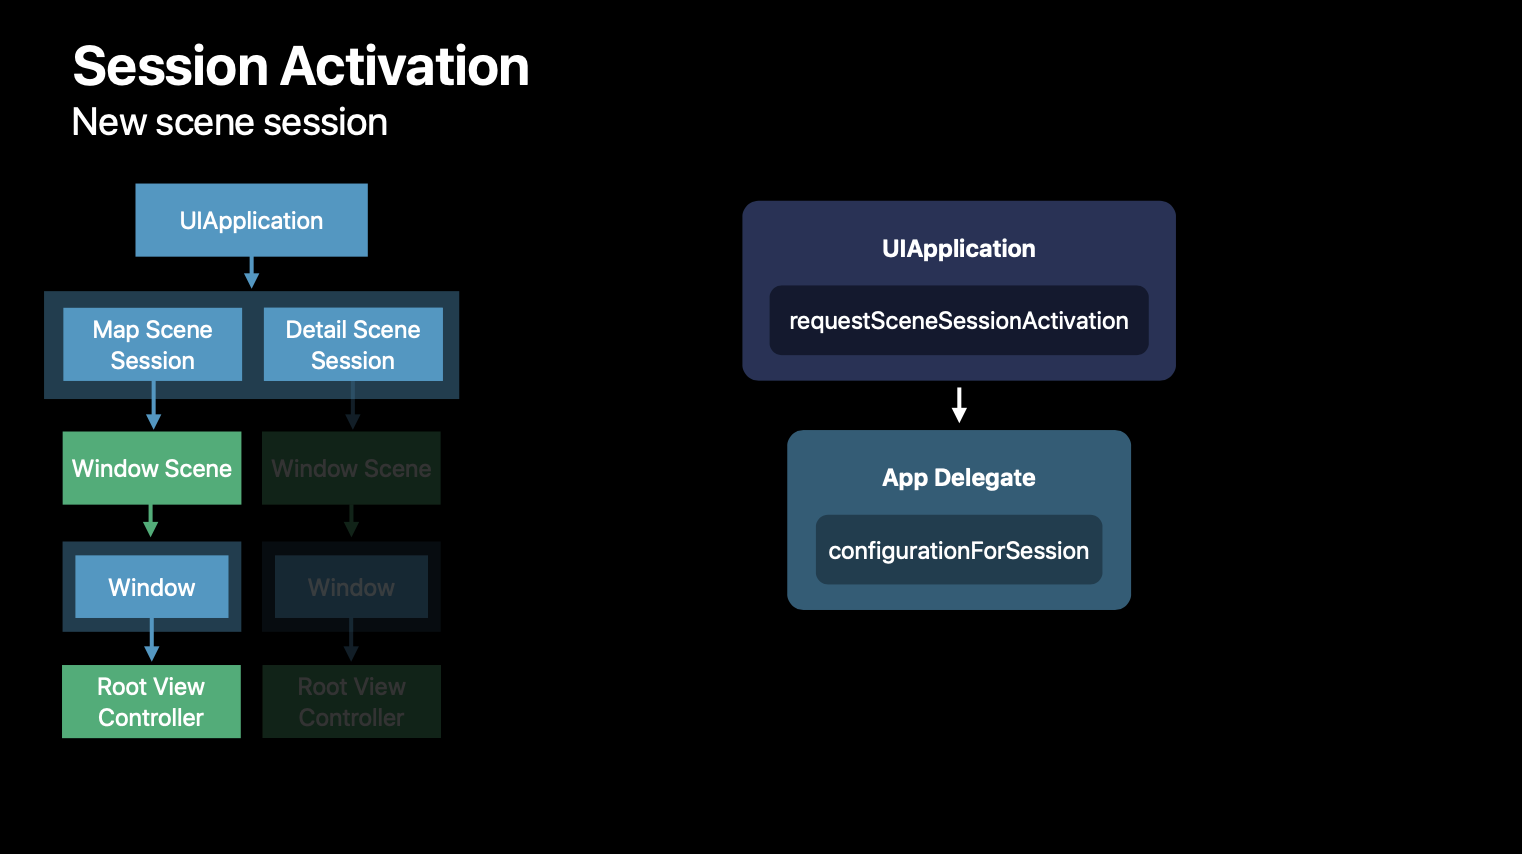 Session Activation
New scene session
UIApplication
Map Scene
Session
Detail Scene
Session
Window Scene
Window Scene
Window
Window
Root View
Controller
Root View
Controller
UIApplication
requestSceneSessionActivation
App Delegate
configurationForSession